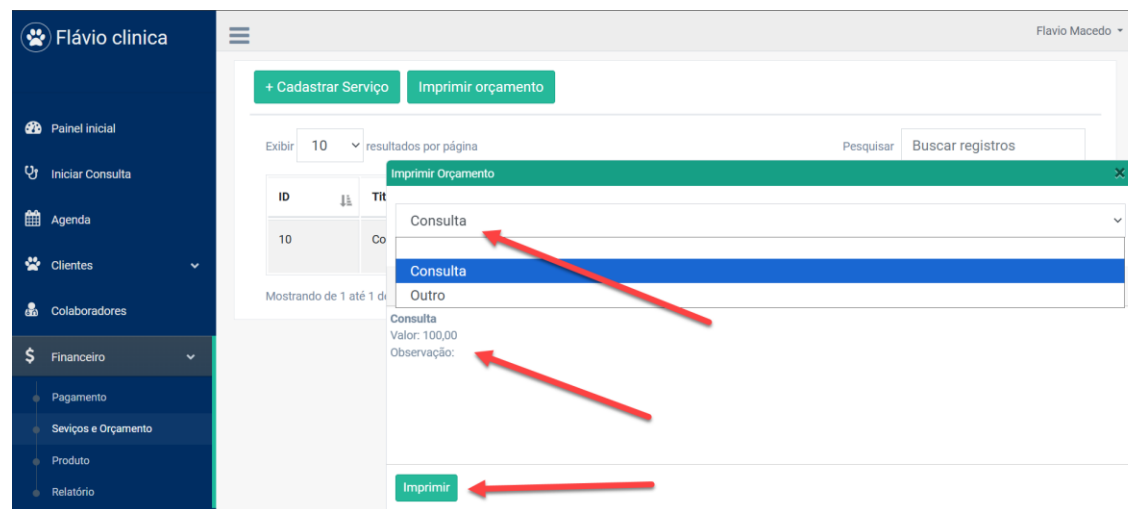 Flávio clinica
Flavio Macedo
+ Cadastrar Serviço
Imprimir orçamento
Painel inicial
Iniciar Consulta
Agenda
Clientes
Colaboradores
$ Financeiro
Pagamento
Seviços e Orçamento
Produto
Relatório
Exibir 10 resultados por página
Pesquisar Buscar registros
ID
10
Mostrando de 1 até 1
Imprimir Orçamento
×
Consulta
Consulta
Outro
Consulta
Valor: 100,00
Observação:
Imprimir